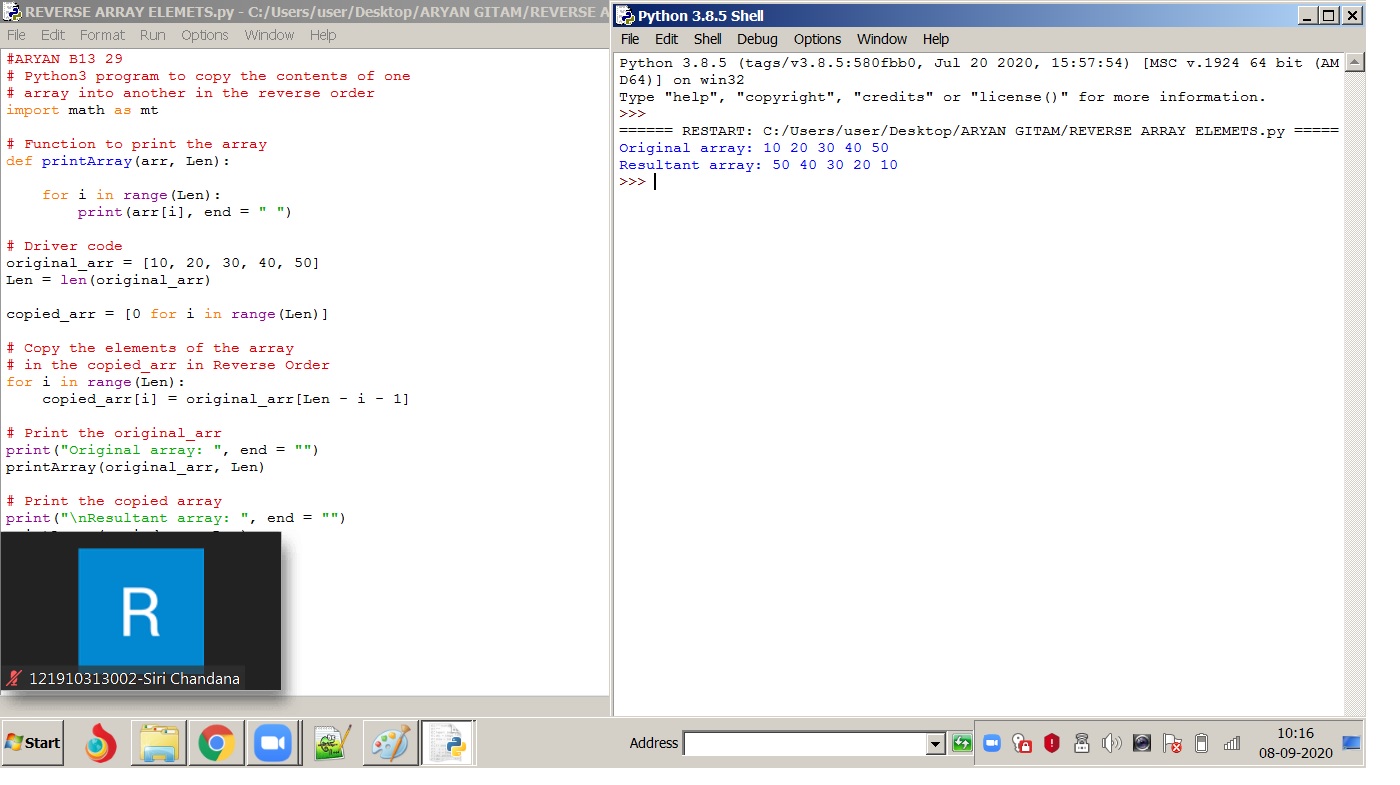 REVERSE ARRAY ELEMETS.py - C:/Users/user/Desktop/ARYAN GITAM/REVERSE A
File Edit Format Run Options Window Help
#ARYAN B13 29
# Python3 program to copy the contents of one
# array into another in the reverse order
import math as mt
# Function to print the array
def printArray(arr, Len):
for i in range(Len):
print(arr[i], end = " ")
# Driver code
original_arr = [10, 20, 30, 40, 50]
Len = len(original_arr)
copied_arr = [0 for i in range(Len)]
# Copy the elements of the array
# in the copied_arr in Reverse Order
for i in range(Len):
copied_arr[i] = original_arr[Len - i - 1]
# Print the original_arr
print("Original array: ", end = "")
printArray(original_arr, Len)
# Print the copied array
print("\nResultant array: ", end = "")
R
121910313002-Siri Chandana
Python 3.8.5 Shell
File Edit Shell Debug Options Window Help
Python 3.8.5 (tags/v3.8.5:580fbb0, Jul 20 2020, 15:57:54) [MSC v.1924 64 bit (AM
D64)] on win32
Type "help", "copyright", "credits" or "license()" for more information.
>>>
====== RESTART: C:/Users/user/Desktop/ARYAN GITAM/REVERSE ARRAY ELEMETS.py =====
Original array: 10 20 30 40 50
Resultant array: 50 40 30 20 10
>>>
Start
Address
10:16
08-09-2020